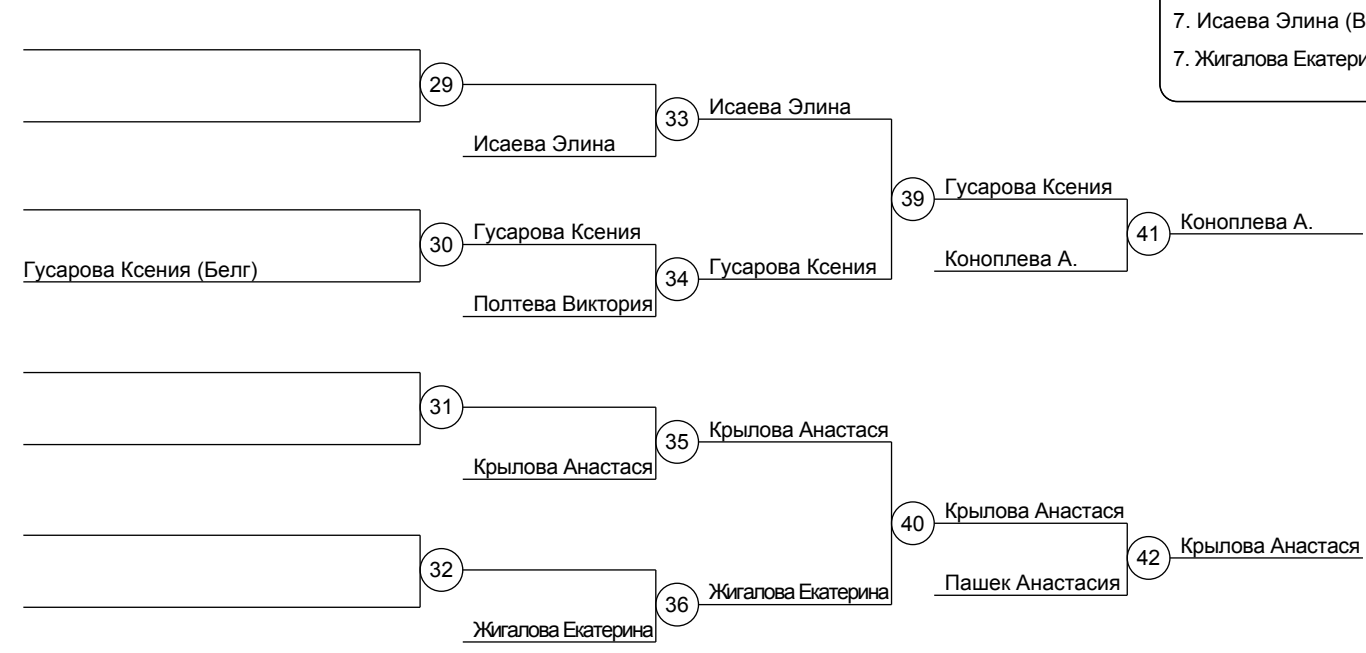 7. Исаева Элина (В
7. Жигалова Екатери
29
33
Исаева Элина
Исаева Элина
39
Гусарова Ксения
30
Гусарова Ксения
41
Коноплева А.
Гусарова Ксения (Белг)
34
Гусарова Ксения
Коноплева А.
Полтева Виктория
31
35
Крылова Анастася
Крылова Анастася
40
Крылова Анастася
32
42
Крылова Анастася
36
Жигалова Екатерина
Пашек Анастасия
Жигалова Екатерина